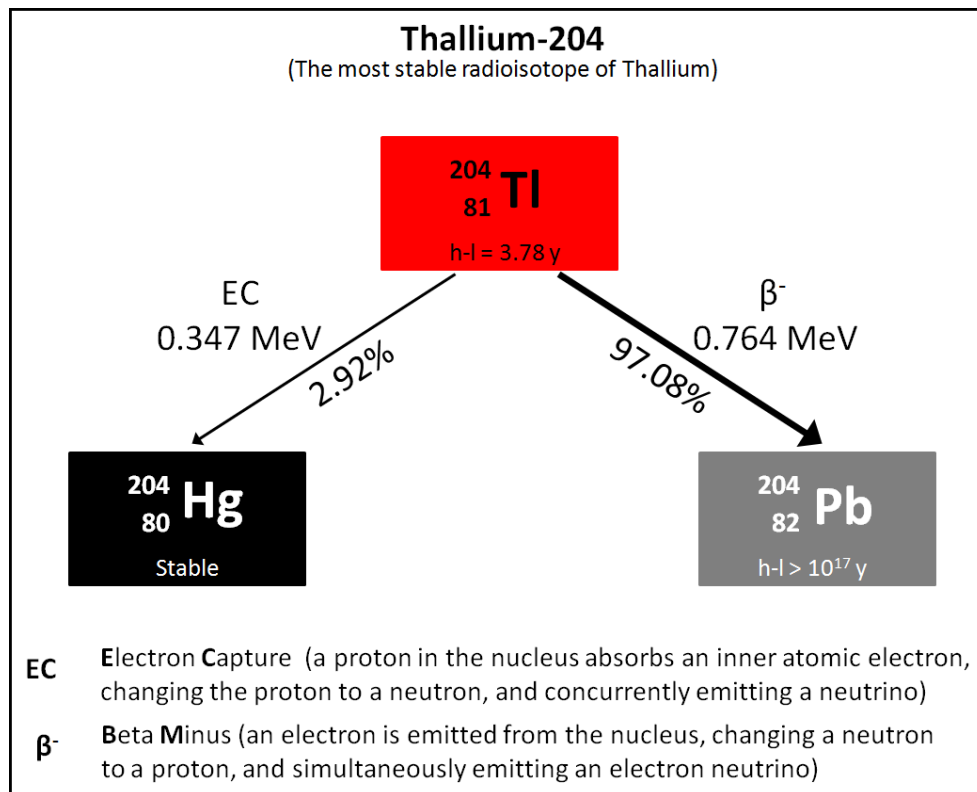 Thallium-204
(The most stable radioisotope of Thallium)
204
81 Tl
h-l = 3.78 y
EC
0.347 MeV
2.92%
β-
0.764 MeV
97.08%
204
80 Hg
Stable
204
82 Pb
h-l > 10¹⁷ y
EC Electron Capture (a proton in the nucleus absorbs an inner atomic electron,
changing the proton to a neutron, and concurrently emitting a neutrino)
β- Beta Minus (an electron is emitted from the nucleus, changing a neutron
to a proton, and simultaneously emitting an electron neutrino)